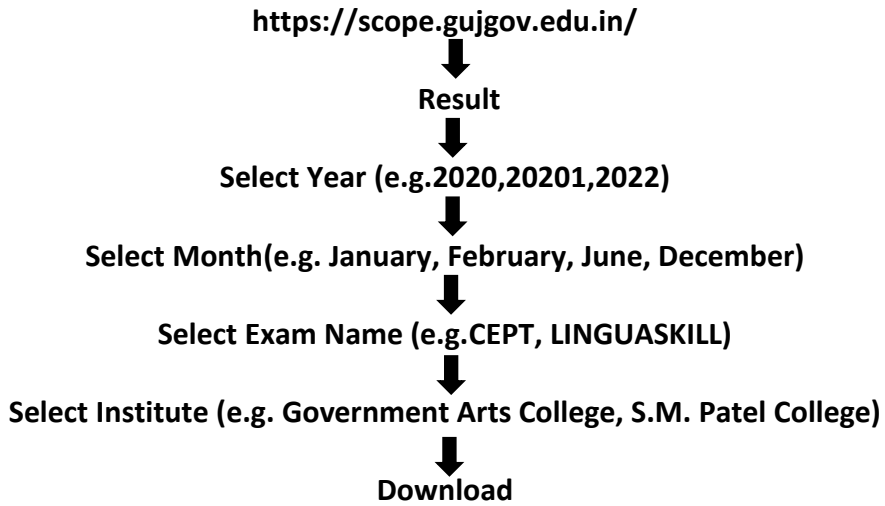 https://scope.gujgov.edu.in/
Result
Select Year (e.g.2020,20201,2022)
Select Month(e.g. January, February, June, December)
Select Exam Name (e.g.CEPT, LINGUASKILL)
Select Institute (e.g. Government Arts College, S.M. Patel College)
Download